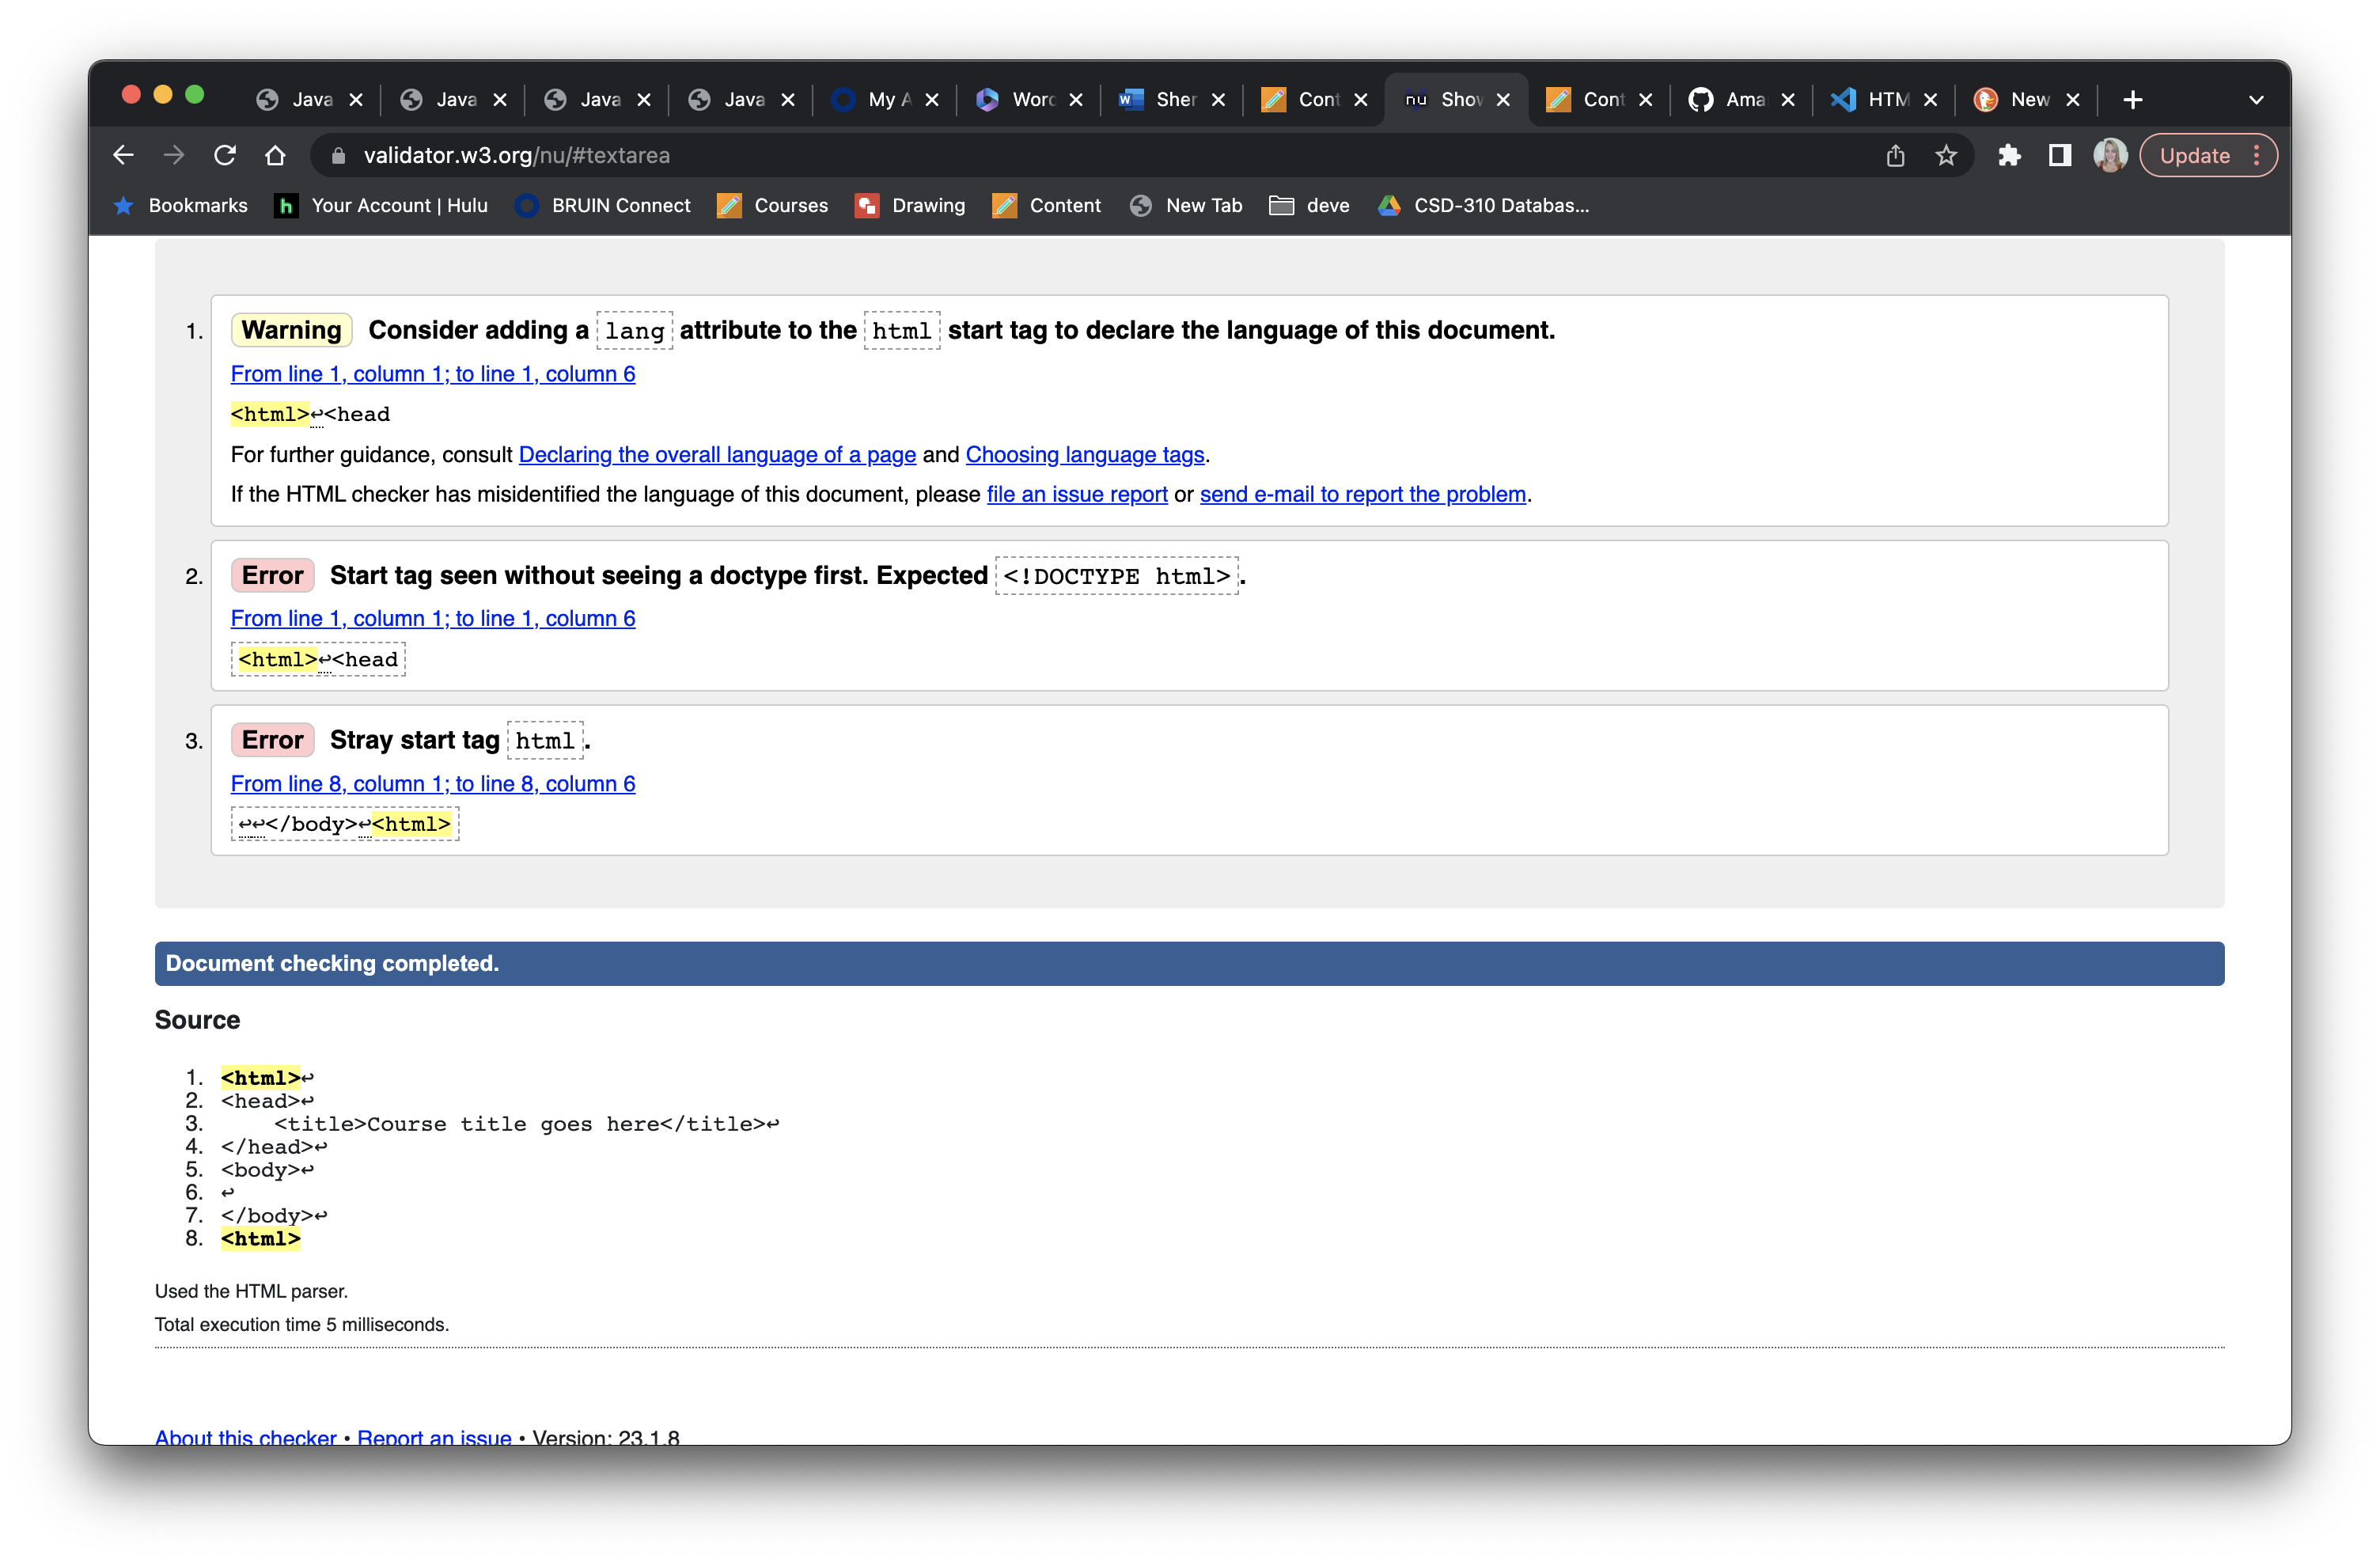 Java Java Java Java My A Word Sher Cont Show Cont Ama HTM New
validator.w3.org/nu/#textarea Update
Bookmarks h Your Account | Hulu BRUIN Connect Courses Drawing Content New Tab deve CSD-310 Databas...
1. Warning Consider adding a lang attribute to the html start tag to declare the language of this document.
From line 1, column 1; to line 1, column 6
<html>↩<head
For further guidance, consult Declaring the overall language of a page and Choosing language tags.
If the HTML checker has misidentified the language of this document, please file an issue report or send e-mail to report the problem.
2. Error Start tag seen without seeing a doctype first. Expected <!DOCTYPE html>.
From line 1, column 1; to line 1, column 6
<html>↩<head
3. Error Stray start tag html.
From line 8, column 1; to line 8, column 6
↩↩</body>↩<html>
Document checking completed.
Source
1. <html>↩
2. <head>↩
3. <title>Course title goes here</title>↩
4. </head>↩
5. <body>↩
6. ↩
7. </body>↩
8. <html>
Used the HTML parser.
Total execution time 5 milliseconds.
About this checker • Report an issue • Version: 23.1.8